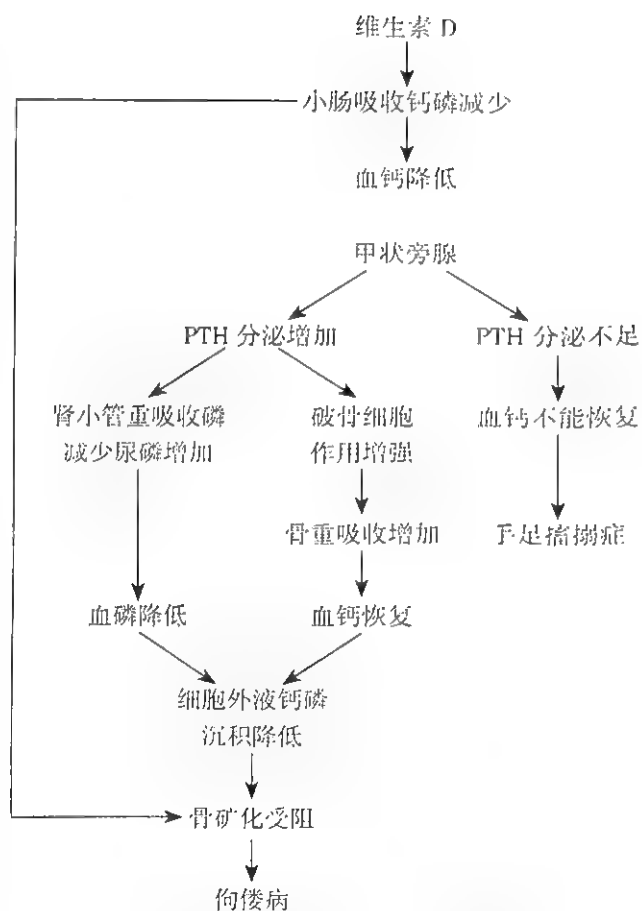 维生素 D
小肠吸收钙磷减少
血钙降低
甲状旁腺
PTH 分泌增加
PTH 分泌不足
肾小管重吸收磷
减少尿磷增加
破骨细胞
作用增强
血钙不能恢复
骨重吸收增加
手足搐搦症
血磷降低
血钙恢复
细胞外液钙磷
沉积降低
骨矿化受阻
佝偻病